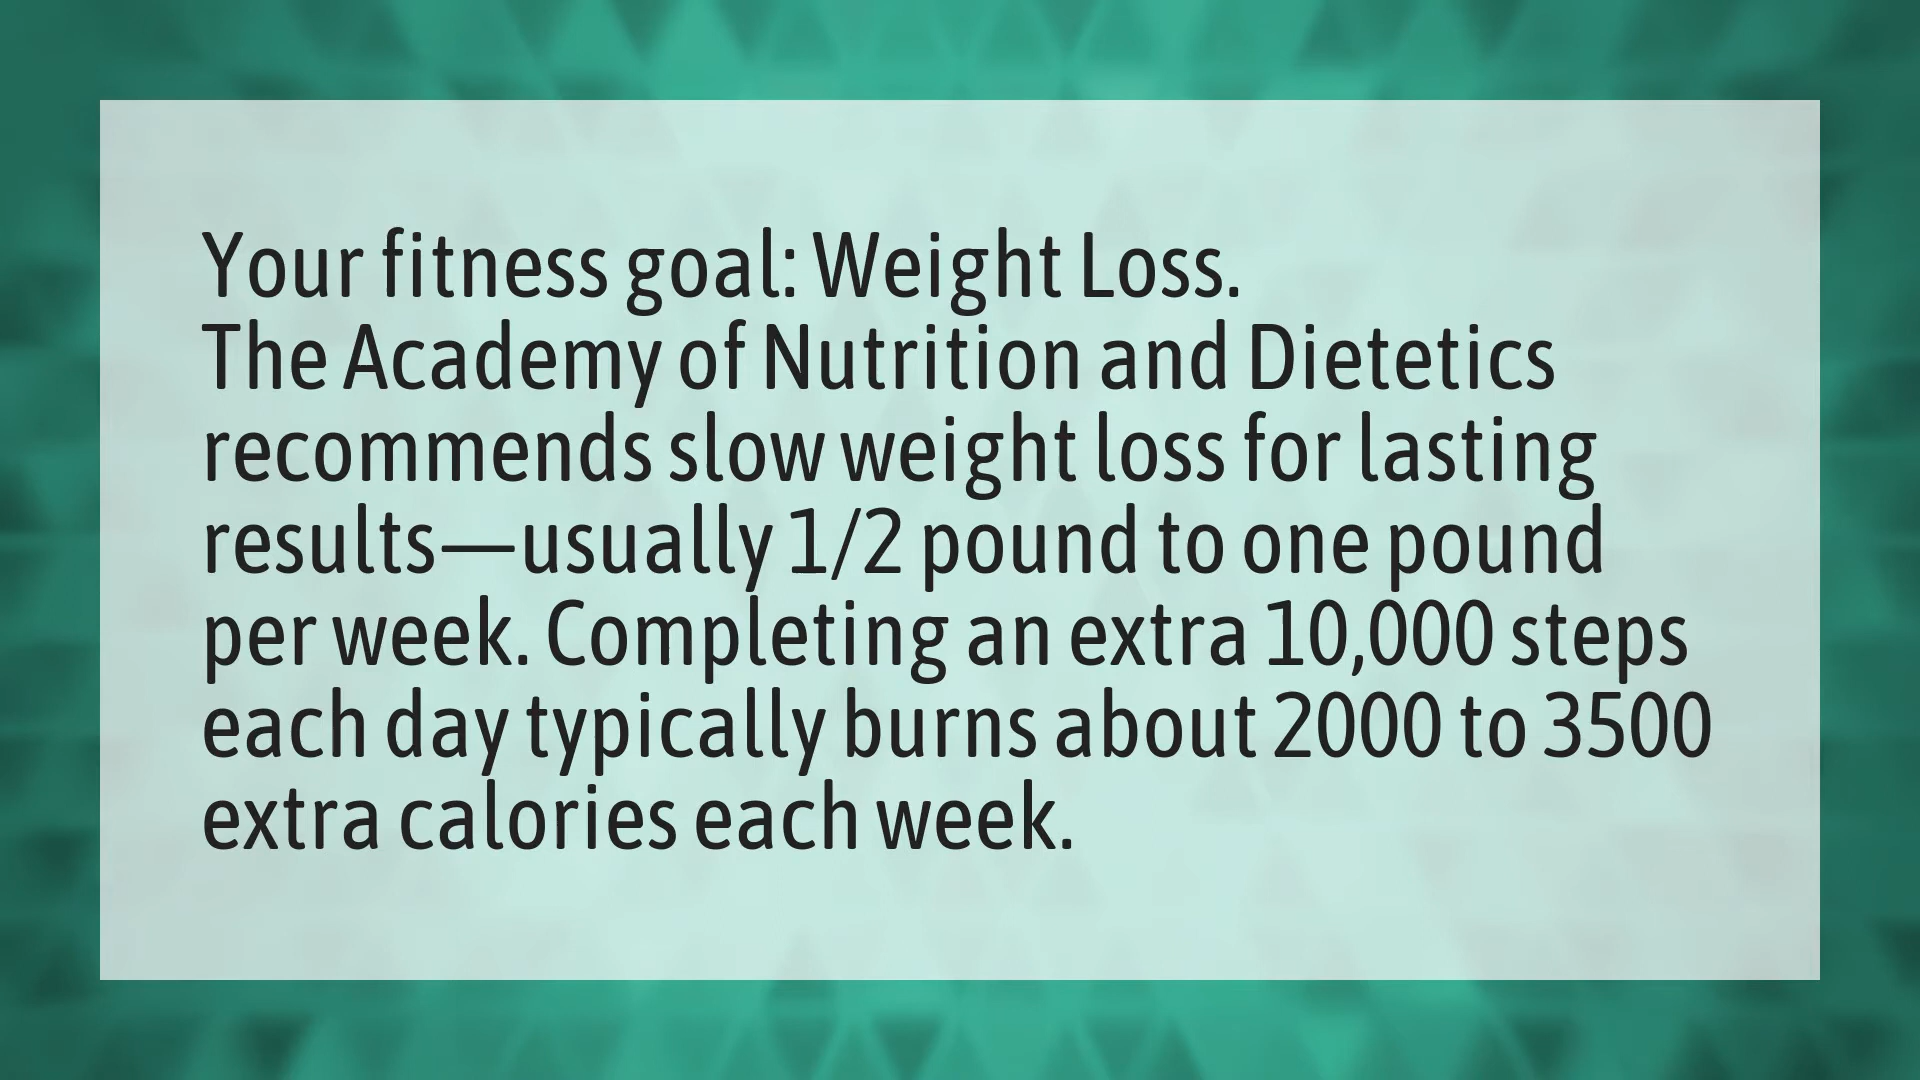 Your fitness goal: Weight Loss.
The Academy of Nutrition and Dietetics
recommends slow weight loss for lasting
results—usually 1/2 pound to one pound
per week. Completing an extra 10,000 steps
each day typically burns about 2000 to 3500
extra calories each week.